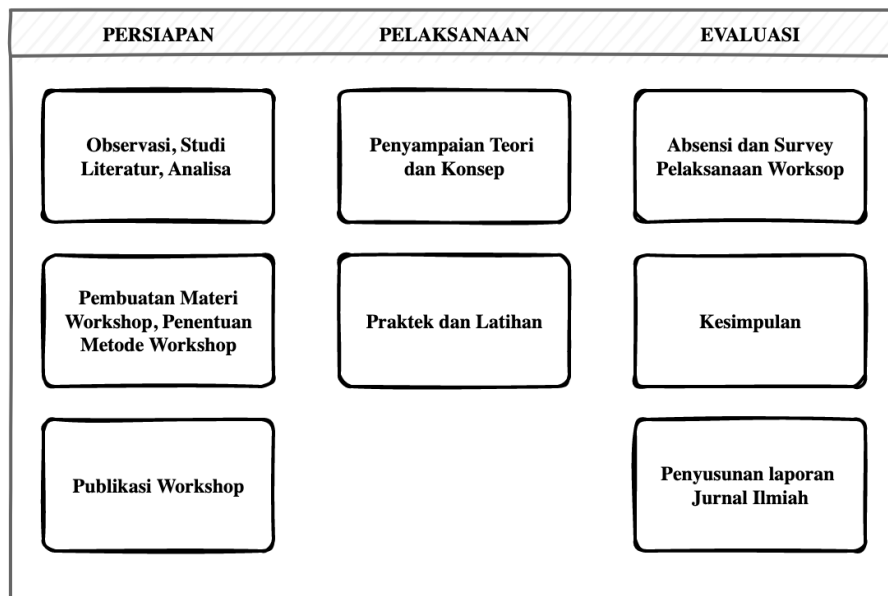 PERSIAPAN
PELAKSANAAN
EVALUASI
Observasi, Studi
Literatur, Analisa
Penyampaian Teori
dan Konsep
Absensi dan Survey
Pelaksanaan Worksop
Pembuatan Materi
Workshop, Penentuan
Metode Workshop
Praktek dan Latihan
Kesimpulan
Publikasi Workshop
Penyusunan laporan
Jurnal Ilmiah